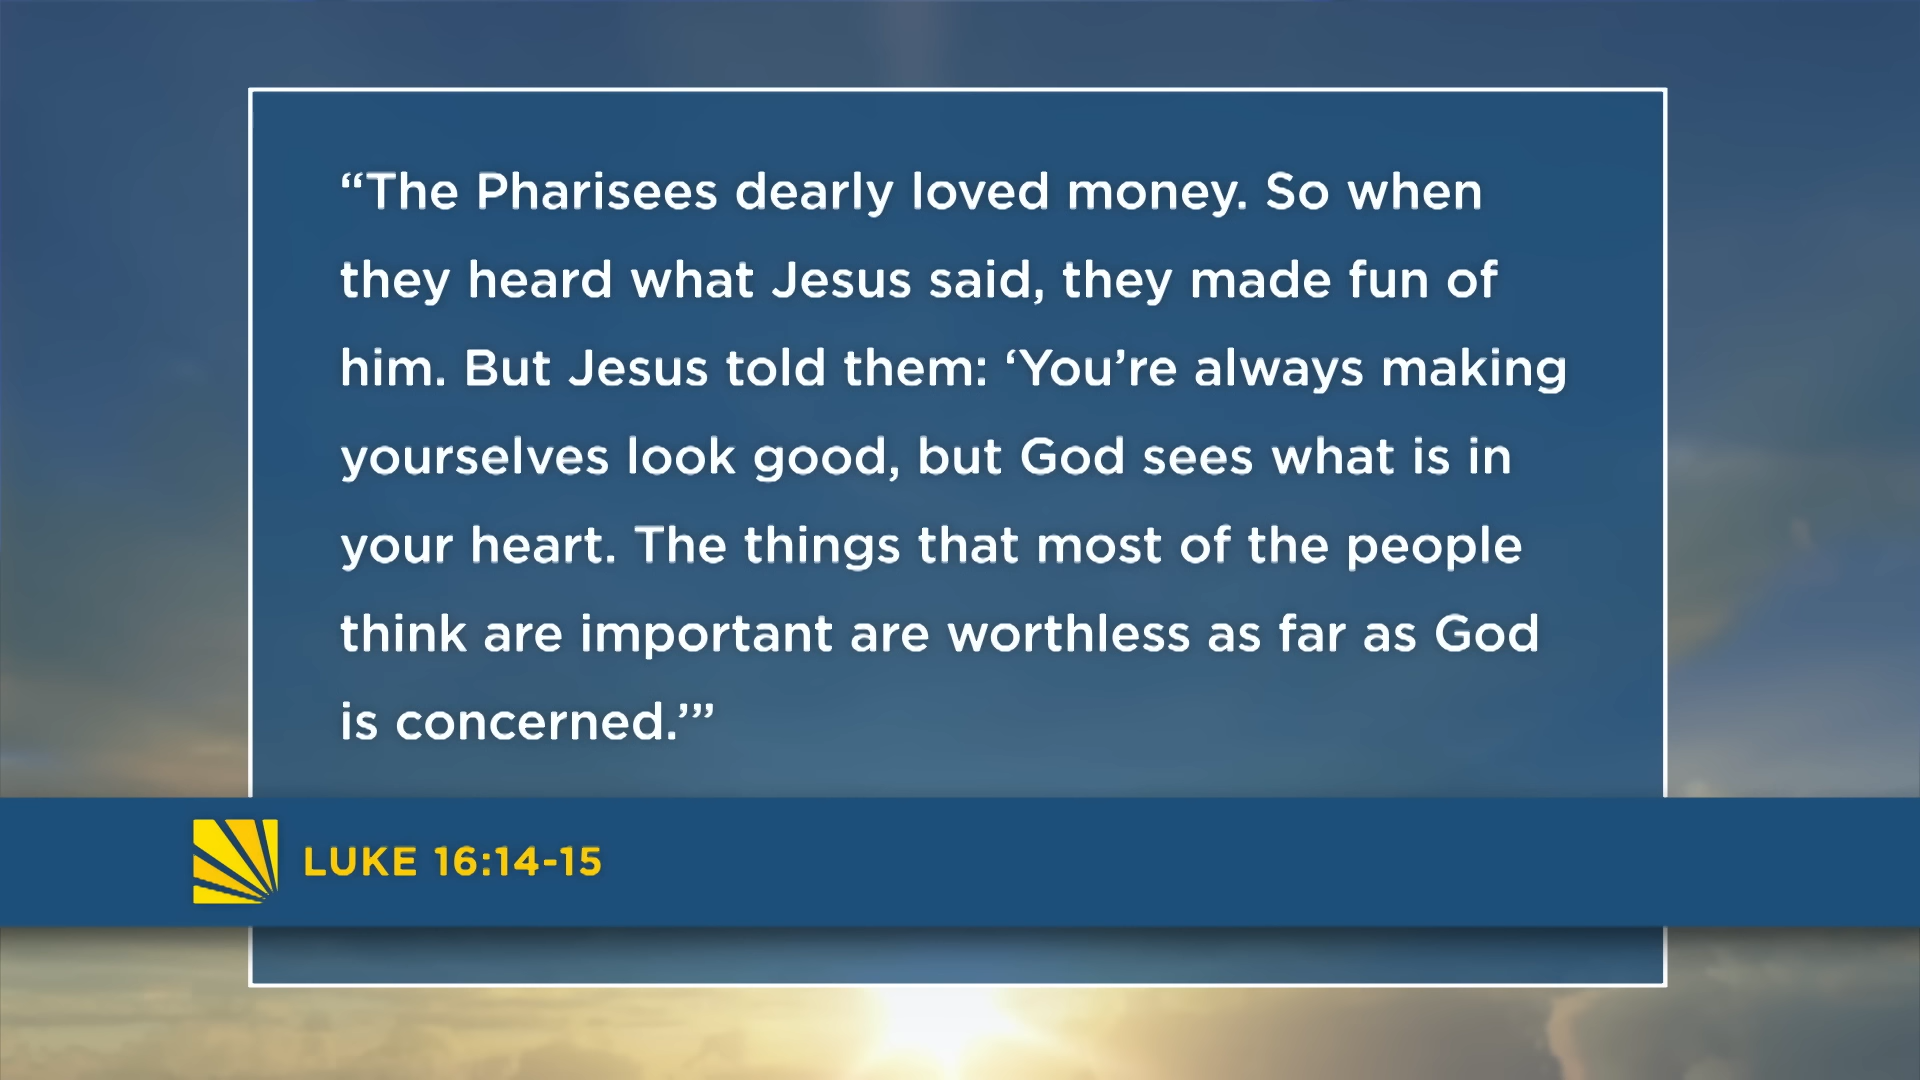 “The Pharisees dearly loved money. So when
they heard what Jesus said, they made fun of
him. But Jesus told them: ‘You’re always making
yourselves look good, but God sees what is in
your heart. The things that most of the people
think are important are worthless as far as God
is concerned.’”
LUKE 16:14-15